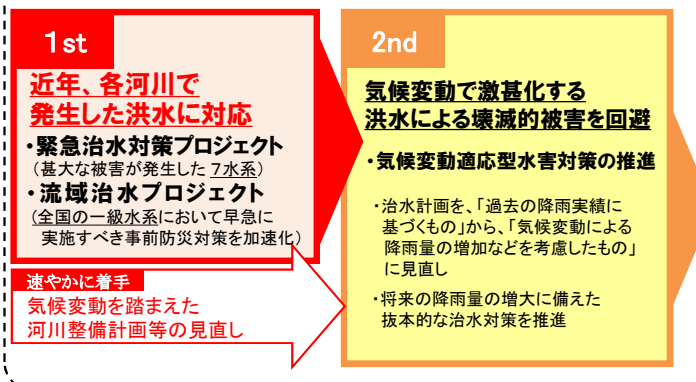 1st
近年、各河川で
発生した洪水に対応
・緊急治水対策プロジェクト
(甚大な被害が発生した 7水系)
・流域治水プロジェクト
(全国の一級水系において早急に
実施すべき事前防災対策を加速化)
速やかに着手
気候変動を踏まえた
河川整備計画等の見直し
2nd
気候変動で激甚化する
洪水による壊滅的被害を回避
・気候変動適応型水害対策の推進
・治水計画を、「過去の降雨実績に
基づくもの」から、「気候変動による
降雨量の増加などを考慮したもの」
に見直し
・将来の降雨量の増大に備えた
抜本的な治水対策を推進